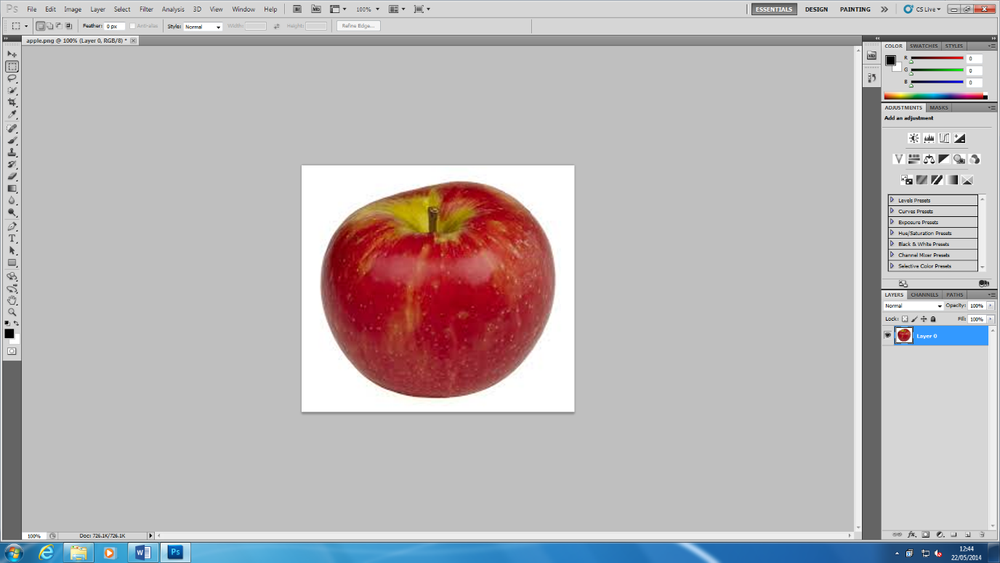 Ps File Edit Image Layer Select Filter Analysis 3D View Window Help Br Mb 100% ESSENTIALS DESIGN PAINTING CS Live
Feather: 0 px Anti-alias Style: Normal Width: Height: Refine Edge...
apple.png @ 100% (Layer 0, RGB/8) *
COLOR SWATCHES STYLES
R 0
G 0
B 0
ADJUSTMENTS MASKS
Add an adjustment
Levels Presets
Curves Presets
Exposure Presets
Hue/Saturation Presets
Black & White Presets
Channel Mixer Presets
Selective Color Presets
LAYERS CHANNELS PATHS
Normal Opacity: 100%
Lock: Fill: 100%
Layer 0
100% Doc: 726.1K/726.1K
W Ps 12:44
22/05/2014